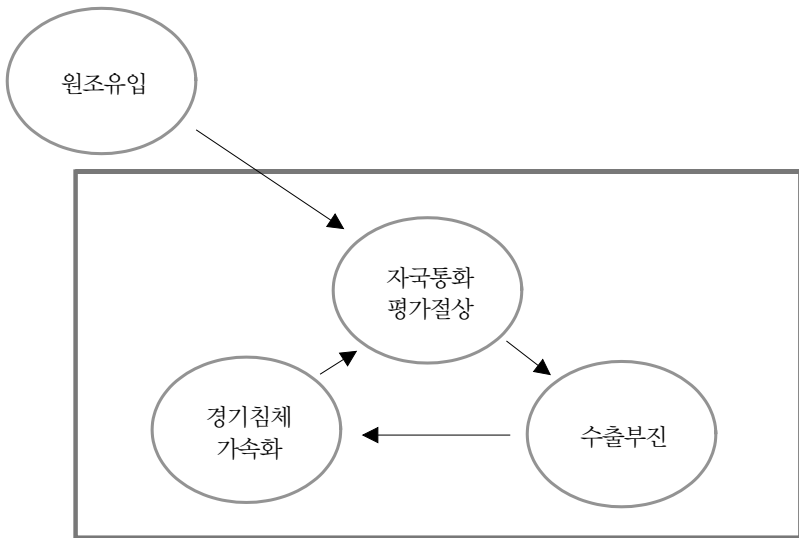 원조유입
자국통화
평가절상
경기침체
가속화
수출부진